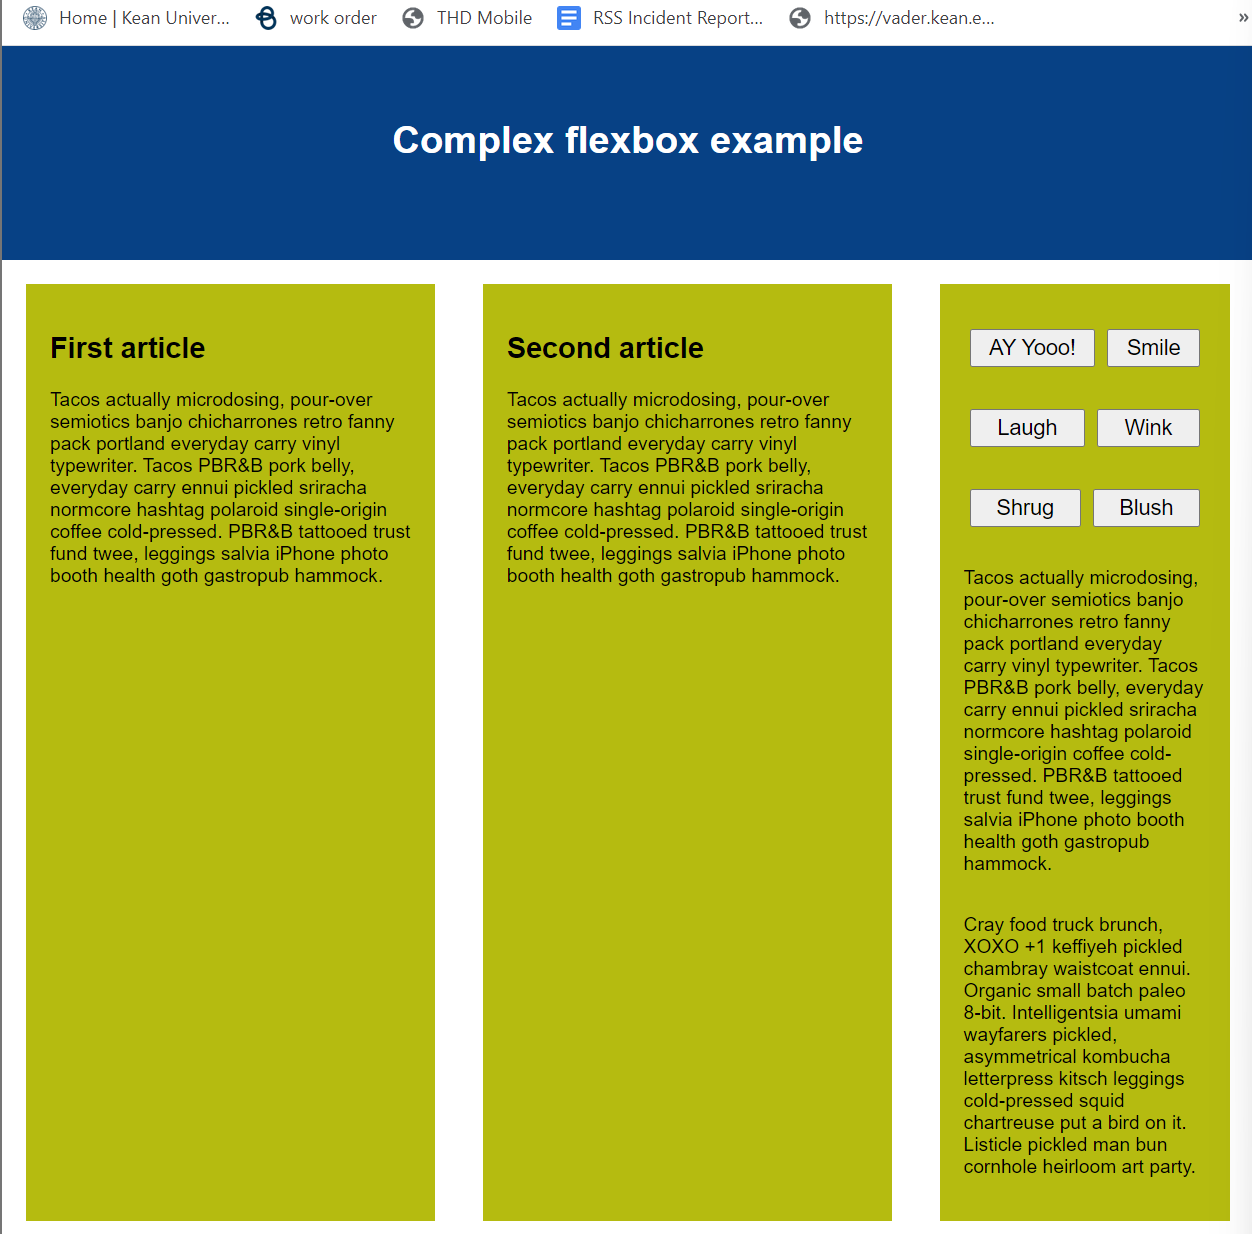 Home | Kean Univer... work order THD Mobile RSS Incident Report... https://vader.kean.e... »
Complex flexbox example
First article
Tacos actually microdosing, pour-over
semiotics banjo chicharrones retro fanny
pack portland everyday carry vinyl
typewriter. Tacos PBR&B pork belly,
everyday carry ennui pickled sriracha
normcore hashtag polaroid single-origin
coffee cold-pressed. PBR&B tattooed trust
fund twee, leggings salvia iPhone photo
booth health goth gastropub hammock.
Second article
Tacos actually microdosing, pour-over
semiotics banjo chicharrones retro fanny
pack portland everyday carry vinyl
typewriter. Tacos PBR&B pork belly,
everyday carry ennui pickled sriracha
normcore hashtag polaroid single-origin
coffee cold-pressed. PBR&B tattooed trust
fund twee, leggings salvia iPhone photo
booth health goth gastropub hammock.
AY Yooo! Smile
Laugh Wink
Shrug Blush
Tacos actually microdosing,
pour-over semiotics banjo
chicharrones retro fanny
pack portland everyday
carry vinyl typewriter. Tacos
PBR&B pork belly, everyday
carry ennui pickled sriracha
normcore hashtag polaroid
single-origin coffee cold-
pressed. PBR&B tattooed
trust fund twee, leggings
salvia iPhone photo booth
health goth gastropub
hammock.
Cray food truck brunch,
XOXO +1 keffiyeh pickled
chambray waistcoat ennui.
Organic small batch paleo
8-bit. Intelligentsia umami
wayfarers pickled,
asymmetrical kombucha
letterpress kitsch leggings
cold-pressed squid
chartreuse put a bird on it.
Listicle pickled man bun
cornhole heirloom art party.